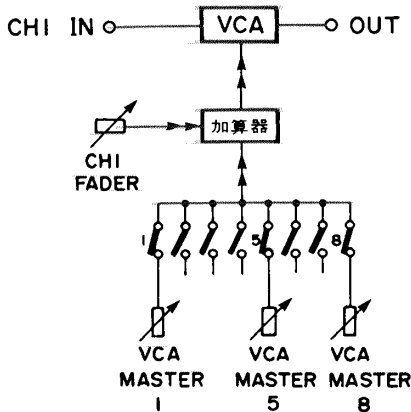 CH1 IN
VCA
OUT
加算器
CH1
FADER
1
5
8
VCA
MASTER
1
VCA
MASTER
5
VCA
MASTER
8